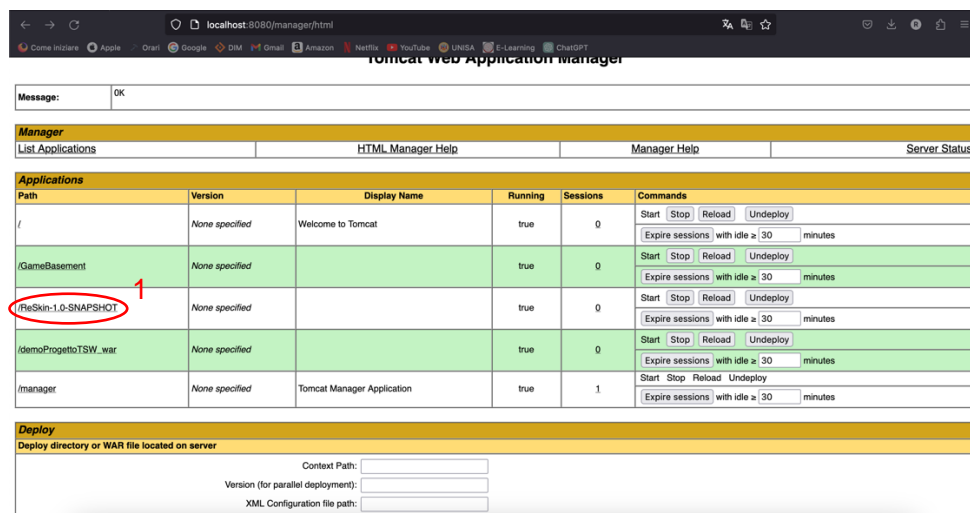 localhost:8080/manager/html
Come iniziare Apple Orari Google DIM Gmail Amazon Netflix YouTube UNISA E-Learning ChatGPT
Tomcat Web Application Manager
Message: OK
Manager
List Applications HTML Manager Help Manager Help Server Status
Applications
Path Version Display Name Running Sessions Commands
/ None specified Welcome to Tomcat true 0 Start Stop Reload Undeploy
Expire sessions with idle ≥ 30 minutes
/GameBasement None specified true 0 Start Stop Reload Undeploy
Expire sessions with idle ≥ 30 minutes
1
/ReSkin-1.0-SNAPSHOT None specified true 0 Start Stop Reload Undeploy
Expire sessions with idle ≥ 30 minutes
/demoProgettoTSW_war None specified true 0 Start Stop Reload Undeploy
Expire sessions with idle ≥ 30 minutes
/manager None specified Tomcat Manager Application true 1 Start Stop Reload Undeploy
Expire sessions with idle ≥ 30 minutes
Deploy
Deploy directory or WAR file located on server
Context Path:
Version (for parallel deployment):
XML Configuration file path: